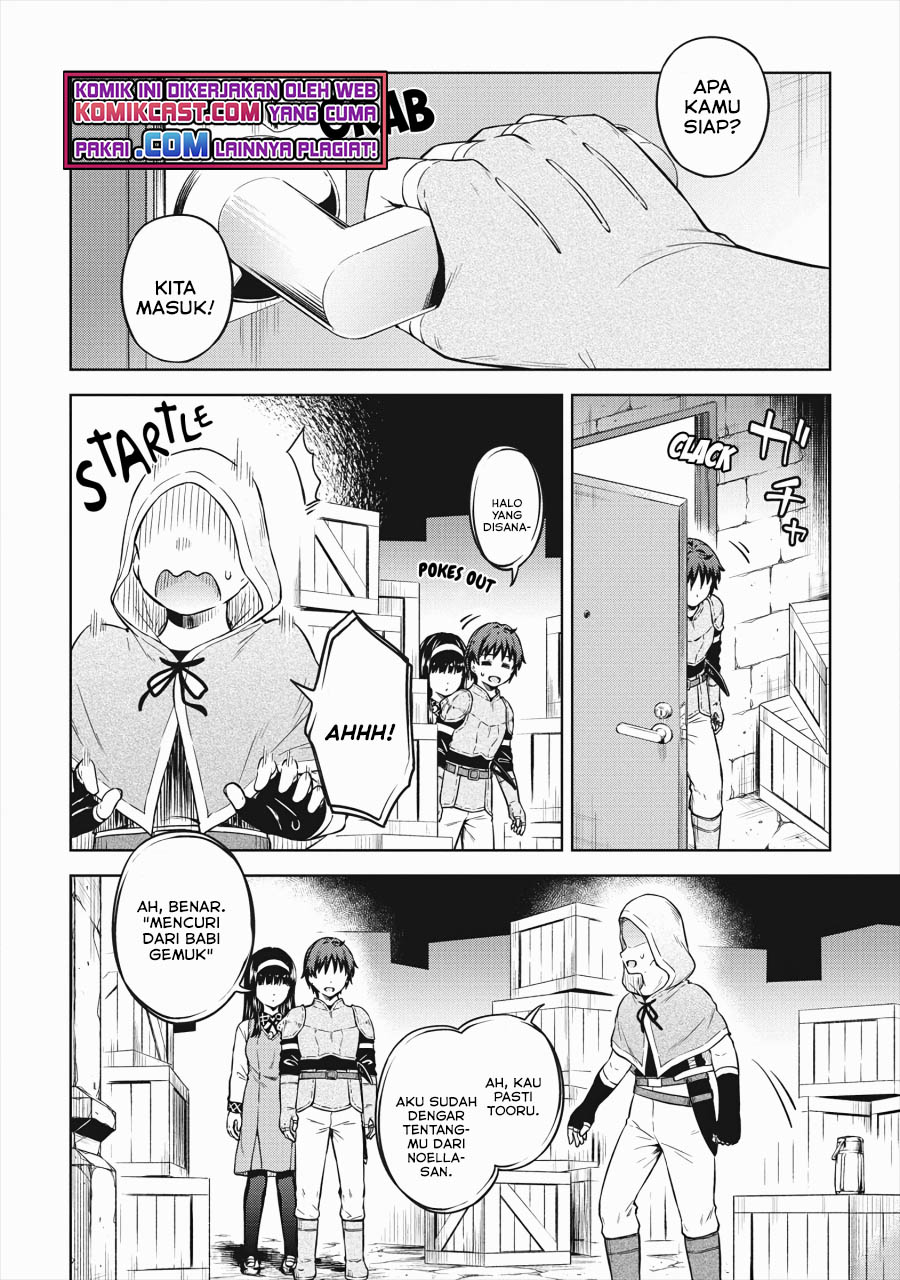 KOMIK INI DIKERJAKAN OLEH WEB
KOMIKCAST.COM YANG CUMA
PAKAI .COM LAINNYA PLAGIAT!
APA
KAMU
SIAP?
KITA
MASUK!
STARTLE
HALO
YANG
DISANA-
POKES OUT
AHHH!
CLACK
ガ
チャ
AH, BENAR.
"MENCURI
DARI BABI
GEMUK"
AH, KAU
PASTI
TOORU.
AKU SUDAH
DENGAR
TENTANG-
MU DARI
NOELLA-
SAN.